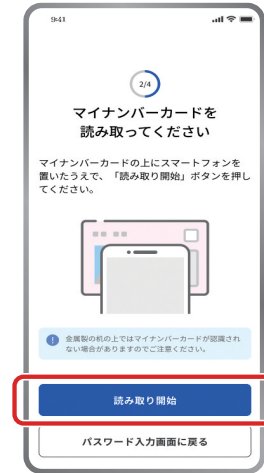 9:41
2/4
マイナンバーカードを
読み取ってください
マイナンバーカードの上にスマートフォンを
置いたうえで、「読み取り開始」ボタンを押し
てください。
金属製の机の上ではマイナンバーカードが認識され
ない場合がありますのでご注意ください。
読み取り開始
パスワード入力画面に戻る